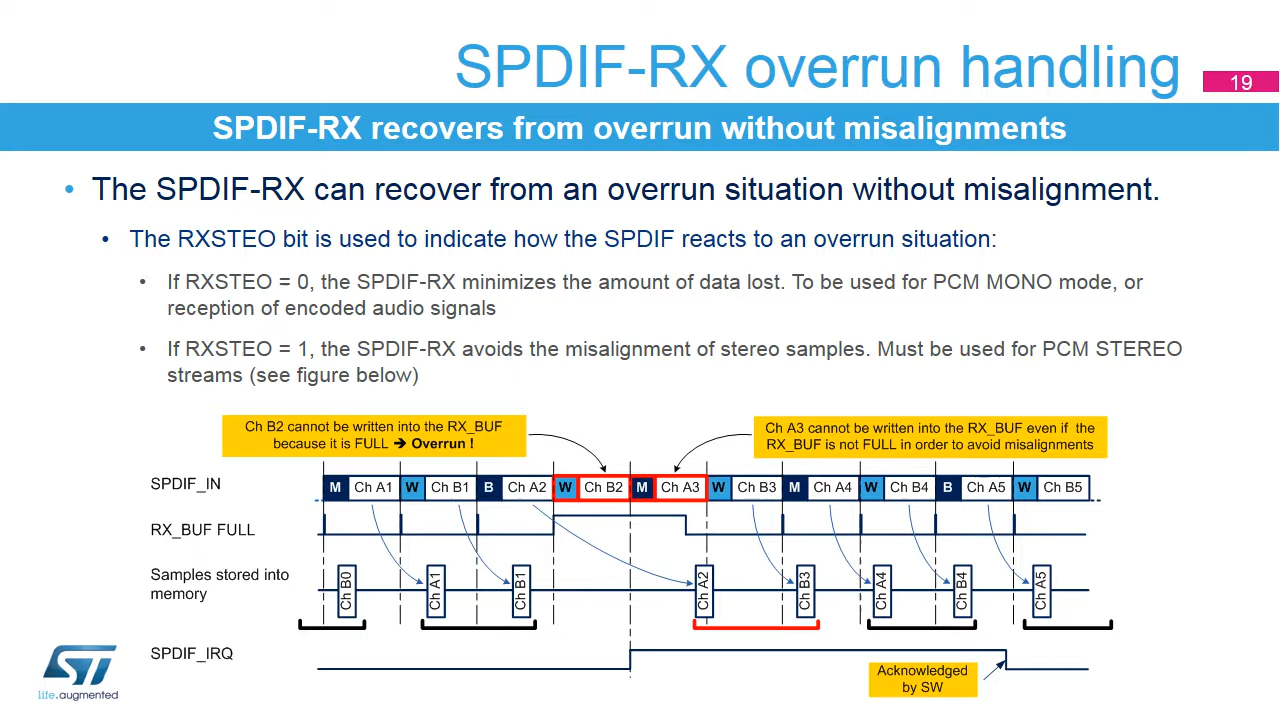 SPDIF-RX overrun handling
19
SPDIF-RX recovers from overrun without misalignments
• The SPDIF-RX can recover from an overrun situation without misalignment.
• The RXSTEO bit is used to indicate how the SPDIF reacts to an overrun situation:
• If RXSTEO = 0, the SPDIF-RX minimizes the amount of data lost. To be used for PCM MONO mode, or
reception of encoded audio signals
• If RXSTEO = 1, the SPDIF-RX avoids the misalignment of stereo samples. Must be used for PCM STEREO
streams (see figure below)
Ch B2 cannot be written into the RX_BUF
because it is FULL ➔ Overrun !
Ch A3 cannot be written into the RX_BUF even if the
RX_BUF is not FULL in order to avoid misalignments
SPDIF_IN
M Ch A1 W Ch B1 B Ch A2 W Ch B2 M Ch A3 W Ch B3 M Ch A4 W Ch B4 B Ch A5 W Ch B5
RX_BUF FULL
Samples stored into
memory
Ch B0
Ch A1
Ch B1
Ch A2
Ch B3
Ch A4
Ch B4
Ch A5
SPDIF_IRQ
Acknowledged
by SW
ST
life.augmented